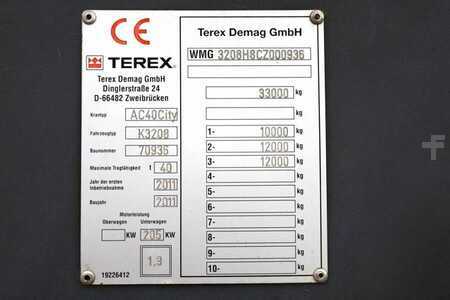 CE
TEREX.
Terex Demag GmbH
Dinglerstraße 24
D-66482 Zweibrücken
Krantyp AC40City
Fahrzeugtyp K3208
Baunummer 70936
Maximale Tragfähigkeit t 40
Jahr der ersten
Inbetriebnahme 2011
Baujahr 2011
Motorleistung
Oberwagen Unterwagen
KW 205 KW
1,9
19226412
Terex Demag GmbH
WMG 3208H8CZ000936
33000 kg
kg
1- 10000 kg
2- 12000 kg
3- 12000 kg
4- kg
5- kg
6- kg
7- kg
8- kg
9- kg
10- kg
f